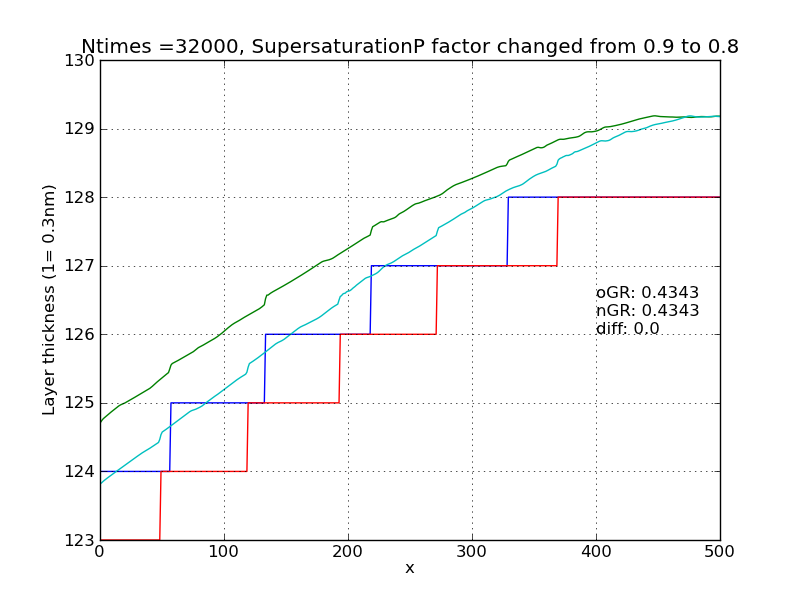 Ntimes =32000, SupersaturationP factor changed from 0.9 to 0.8
130
129
128
127
126
125
124
123
Layer thickness (1= 0.3nm)
oGR: 0.4343
nGR: 0.4343
diff: 0.0
0 100 200 300 400 500
x